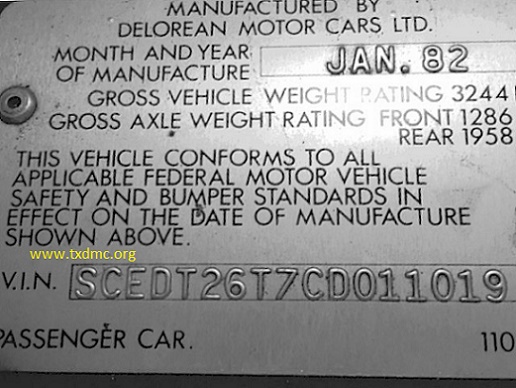 MANUFACTURED BY
DELOREAN MOTOR CARS LTD.
MONTH AND YEAR
OF MANUFACTURE JAN. 82
GROSS VEHICLE WEIGHT RATING 3244
GROSS AXLE WEIGHT RATING FRONT 1286
REAR 1958
THIS VEHICLE CONFORMS TO ALL
APPLICABLE FEDERAL MOTOR VEHICLE
SAFETY AND BUMPER STANDARDS IN
EFFECT ON THE DATE OF MANUFACTURE
SHOWN ABOVE.
www.txdmc.org
V.I.N. SCEDT26T7CD011019
PASSENGER CAR. 110